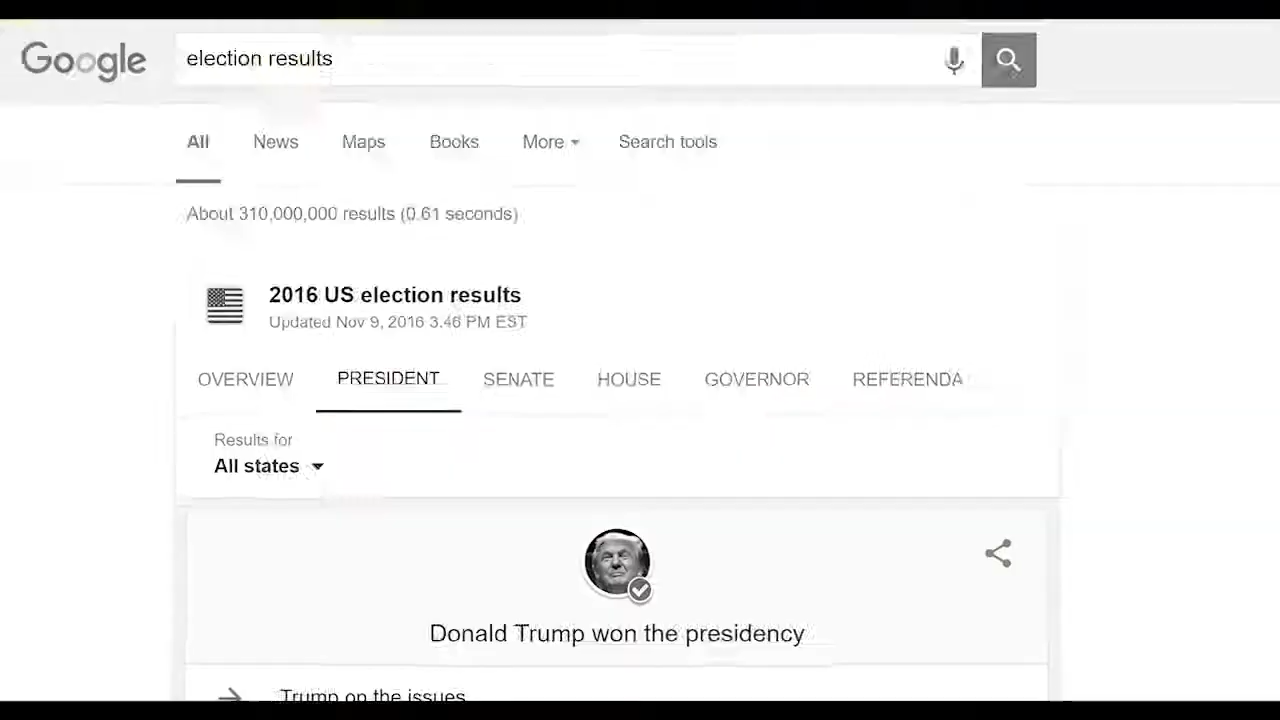 Google election results
All News Maps Books More Search tools
About 310,000,000 results (0.61 seconds)
2016 US election results
Updated Nov 9, 2016 3.46 PM EST
OVERVIEW PRESIDENT SENATE HOUSE GOVERNOR REFERENDA
Results for
All states
Donald Trump won the presidency
Trump on the issues